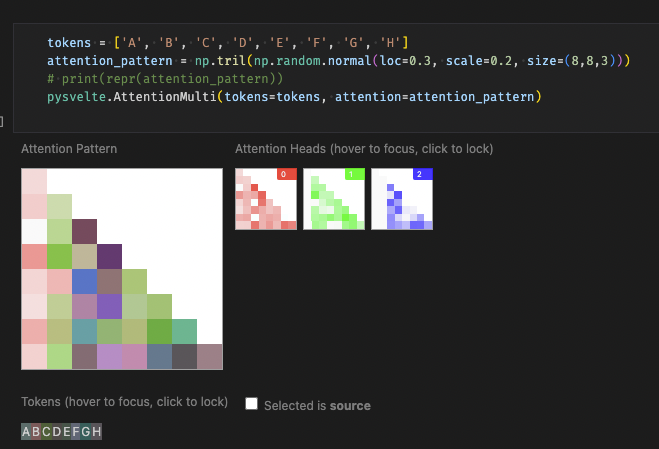 tokens = ['A', 'B', 'C', 'D', 'E', 'F', 'G', 'H']
attention_pattern = np.tril(np.random.normal(loc=0.3, scale=0.2, size=(8,8,3)))
# print(repr(attention_pattern))
pysvelte.AttentionMulti(tokens=tokens, attention=attention_pattern)
]
Attention Pattern
Attention Heads (hover to focus, click to lock)
0 1 2
Tokens (hover to focus, click to lock)
Selected is source
ABCDEFGH